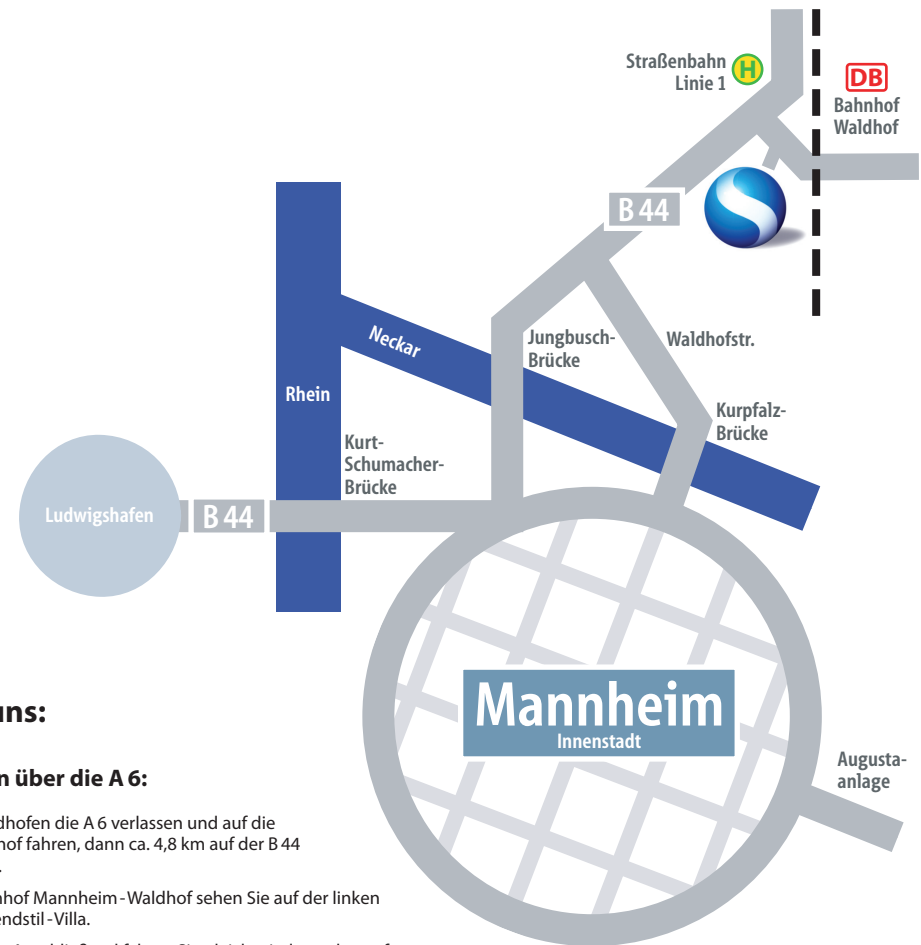 Straßenbahn
Linie 1
H
DB
Bahnhof
Waldhof
B 44
Neckar
Jungbusch-
Brücke
Waldhofstr.
Rhein
Kurpfalz-
Brücke
Kurt-
Schumacher-
Brücke
Ludwigshafen
B 44
Mannheim
Innenstadt
Augusta-
anlage
uns:
n über die A 6:
dhofen die A 6 verlassen und auf die
hof fahren, dann ca. 4,8 km auf der B 44
.
nhof Mannheim-Waldhof sehen Sie auf der linken
endstil-Villa.